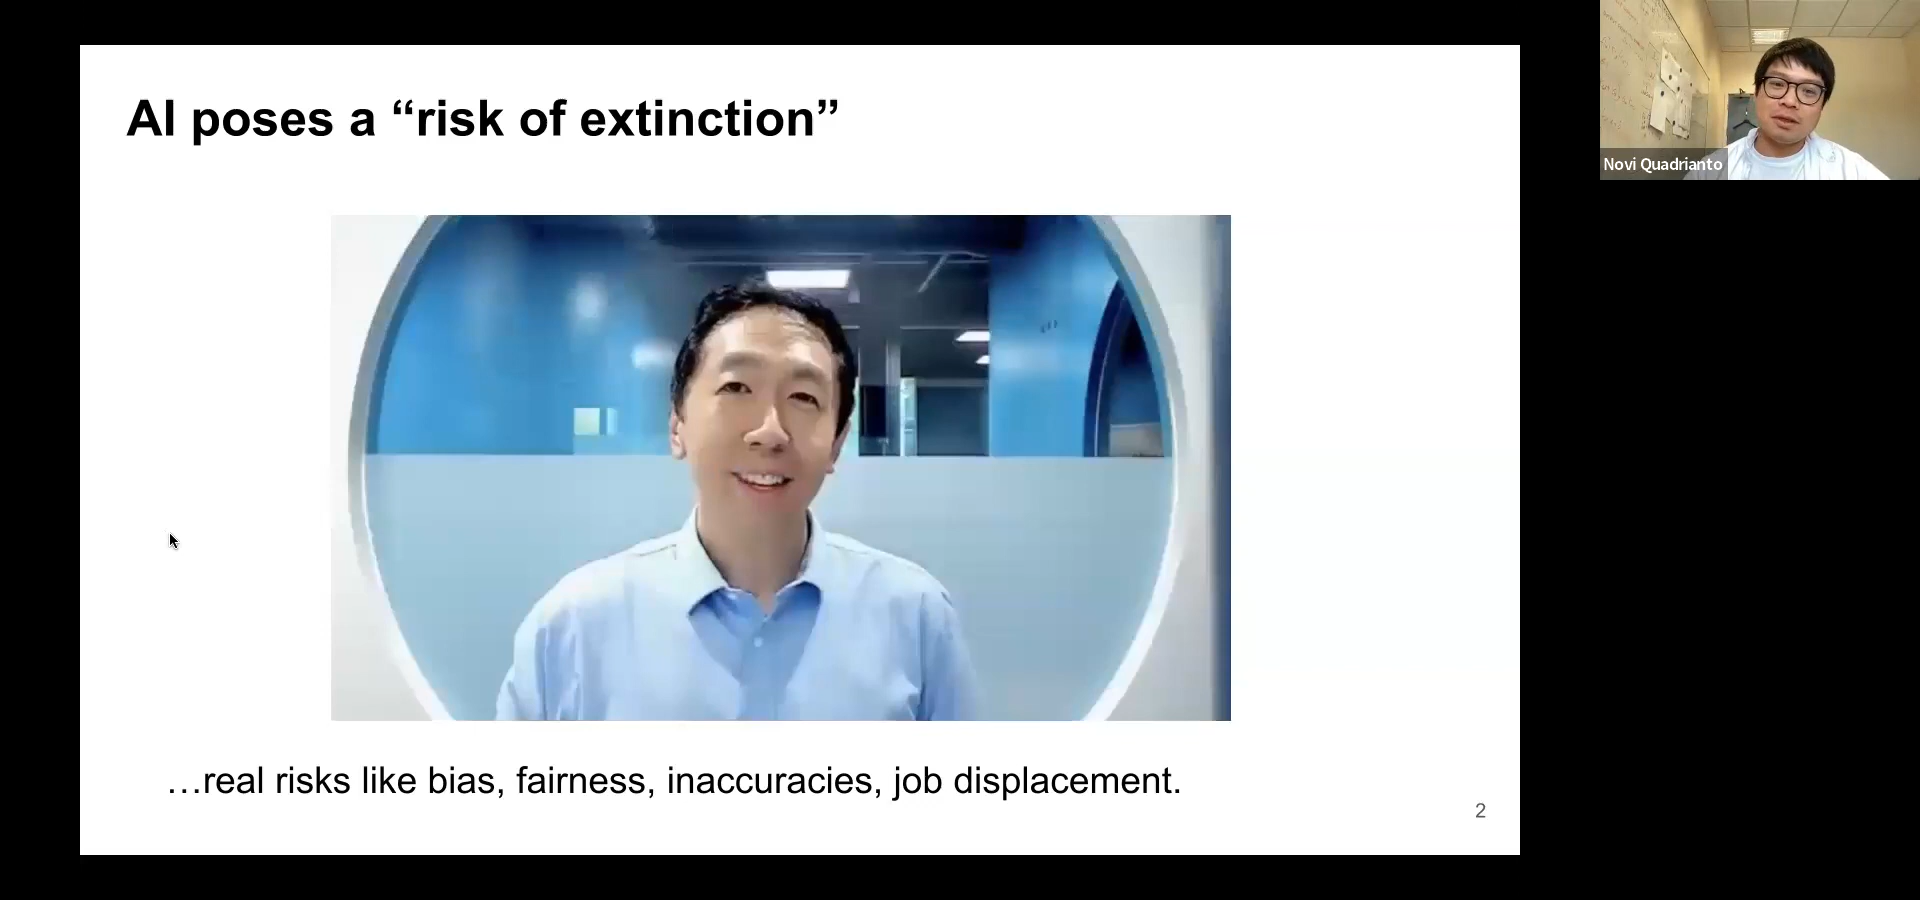 AI poses a “risk of extinction”
Novi Quadrianto
…real risks like bias, fairness, inaccuracies, job displacement.
2